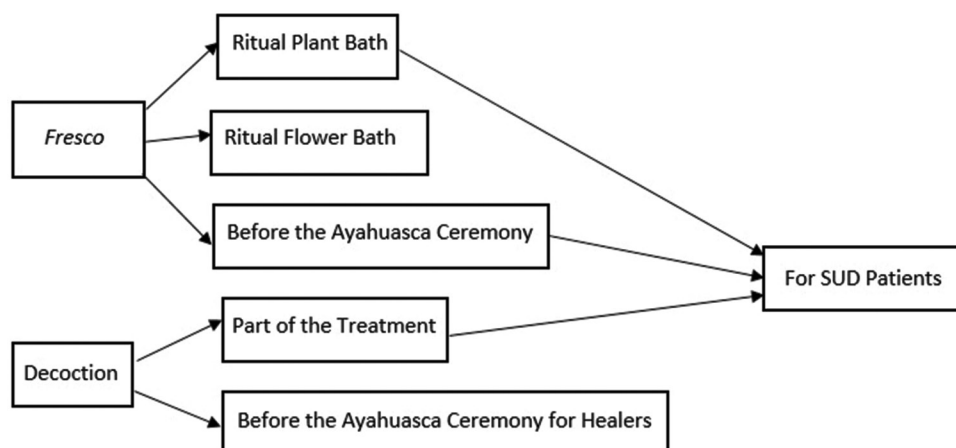 Ritual Plant Bath
Fresco
Ritual Flower Bath
Before the Ayahuasca Ceremony
For SUD Patients
Part of the Treatment
Decoction
Before the Ayahuasca Ceremony for Healers